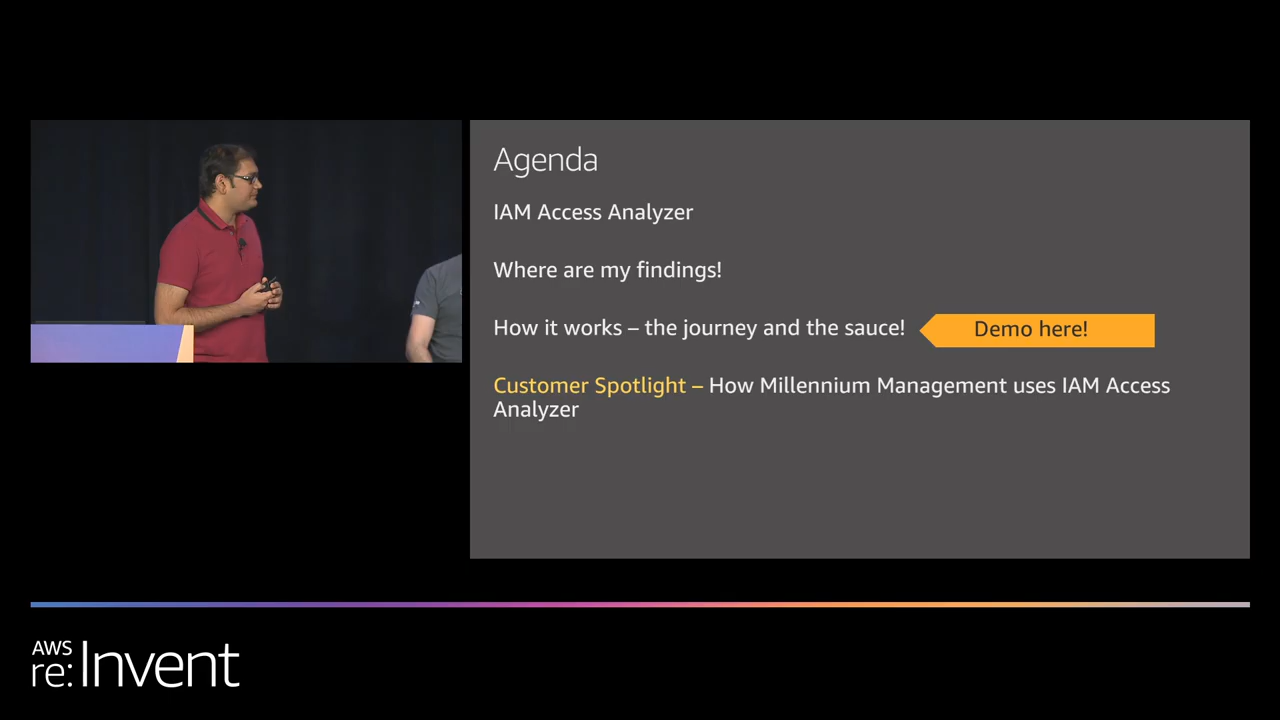 Agenda
IAM Access Analyzer
Where are my findings!
How it works – the journey and the sauce!
Demo here!
Customer Spotlight – How Millennium Management uses IAM Access
Analyzer
AWS
re:Invent